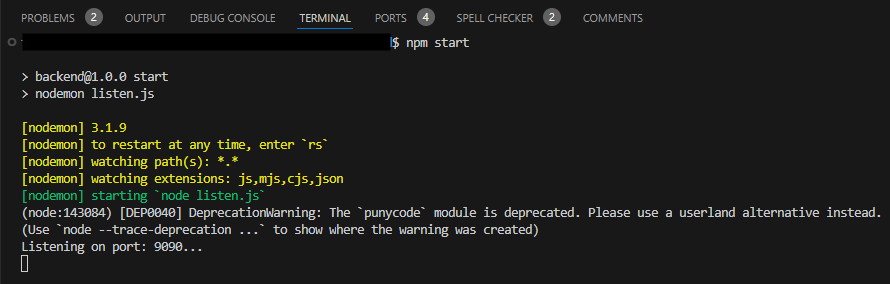 PROBLEMS 2 OUTPUT DEBUG CONSOLE TERMINAL PORTS 4 SPELL CHECKER 2 COMMENTS
$ npm start
> backend@1.0.0 start
> nodemon listen.js
[nodemon] 3.1.9
[nodemon] to restart at any time, enter `rs`
[nodemon] watching path(s): *.*
[nodemon] watching extensions: js,mjs,cjs,json
[nodemon] starting `node listen.js`
(node:143084) [DEP0040] DeprecationWarning: The `punycode` module is deprecated. Please use a userland alternative instead.
(Use `node --trace-deprecation ...` to show where the warning was created)
Listening on port: 9090...